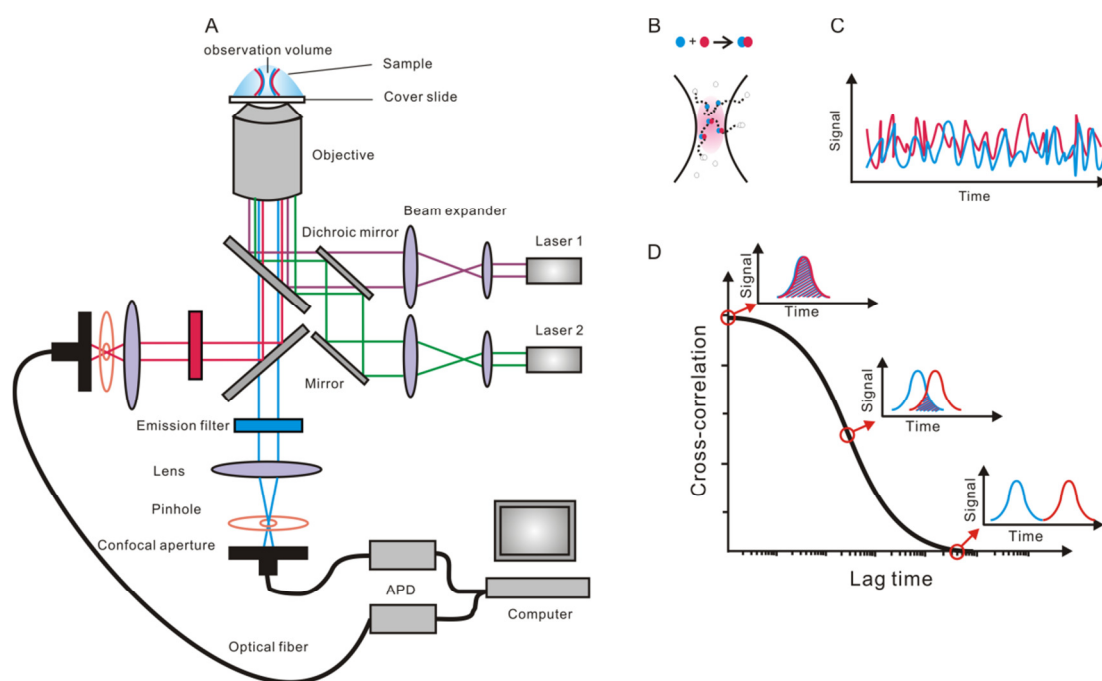 A
observation volume
Sample
Cover slide
Objective
Beam expander
Dichroic mirror
Laser 1
Laser 2
Mirror
Emission filter
Lens
Pinhole
Confocal aperture
APD
Computer
Optical fiber
B
+
C
Signal
Time
D
Cross-correlation
Lag time
Signal
Time
Signal
Time
Signal
Time